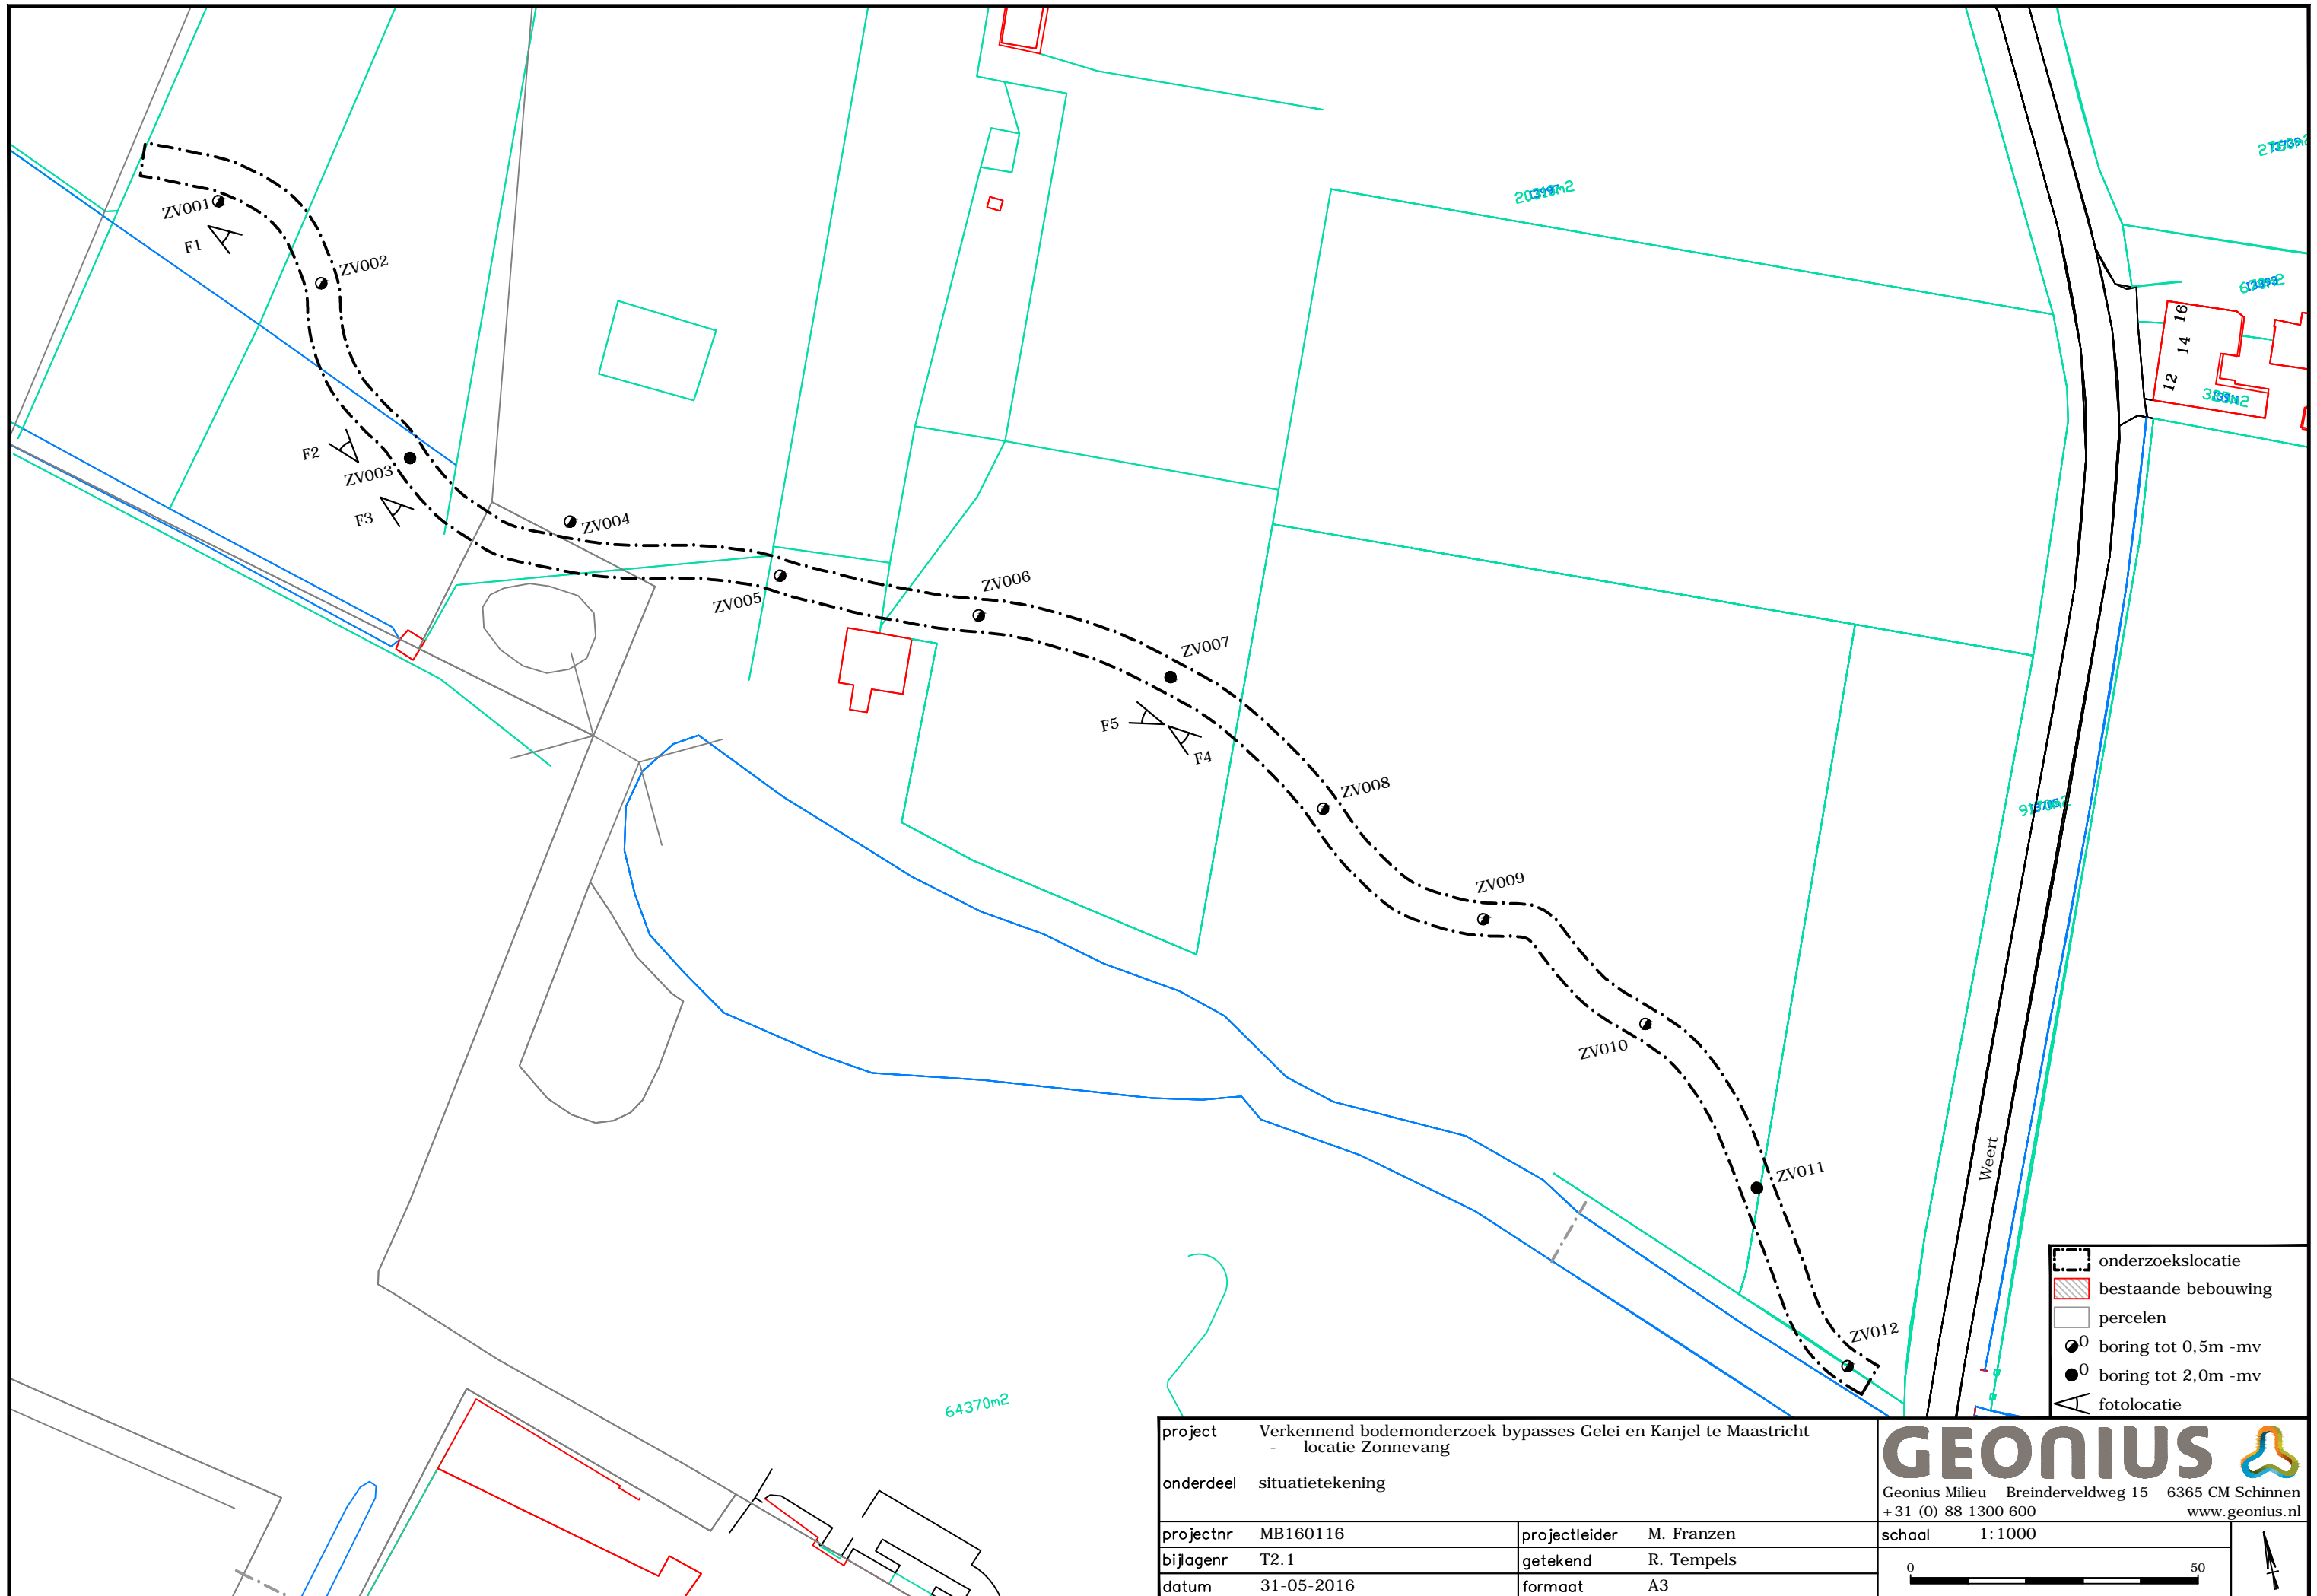 ZV001
F1
ZV002
F2
ZV003
F3
ZV004
ZV005
ZV006
ZV007
F5
F4
ZV008
ZV009
ZV010
ZV011
ZV012
16
14
12
Weert
64370m2
onderzoekslocatie
bestaande bebouwing
percelen
0 boring tot 0,5m -mv
0 boring tot 2,0m -mv
fotolocatie
project Verkennend bodemonderzoek bypasses Gelei en Kanjel te Maastricht
- locatie Zonnevang
onderdeel situatietekening
GEONIUS
Geonius Milieu Breinderveldweg 15 6365 CM Schinnen
+31 (0) 88 1300 600 www.geonius.nl
projectnr MB160116 projectleider M. Franzen schaal 1:1000
bijlagenr T2.1 getekend R. Tempels
0 50
datum 31-05-2016 formaat A3